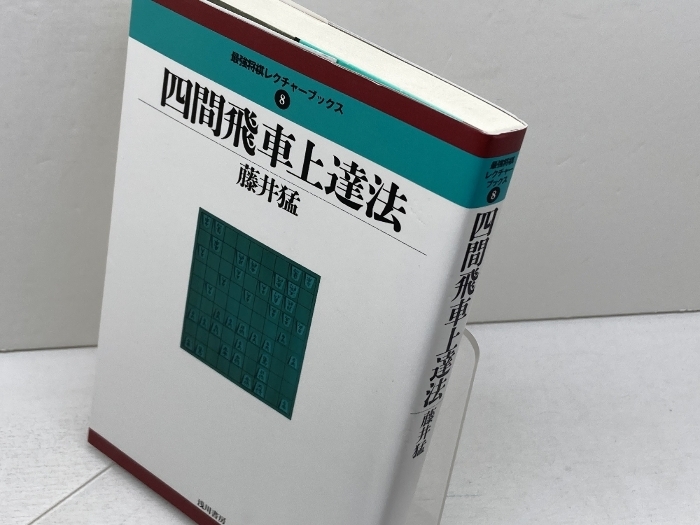 最強将棋レクチャーブックス
8
四間飛車上達法
藤井猛
浅川書房
最強将棋
レクチャー
ブックス
8
四間飛車上達法
藤井猛